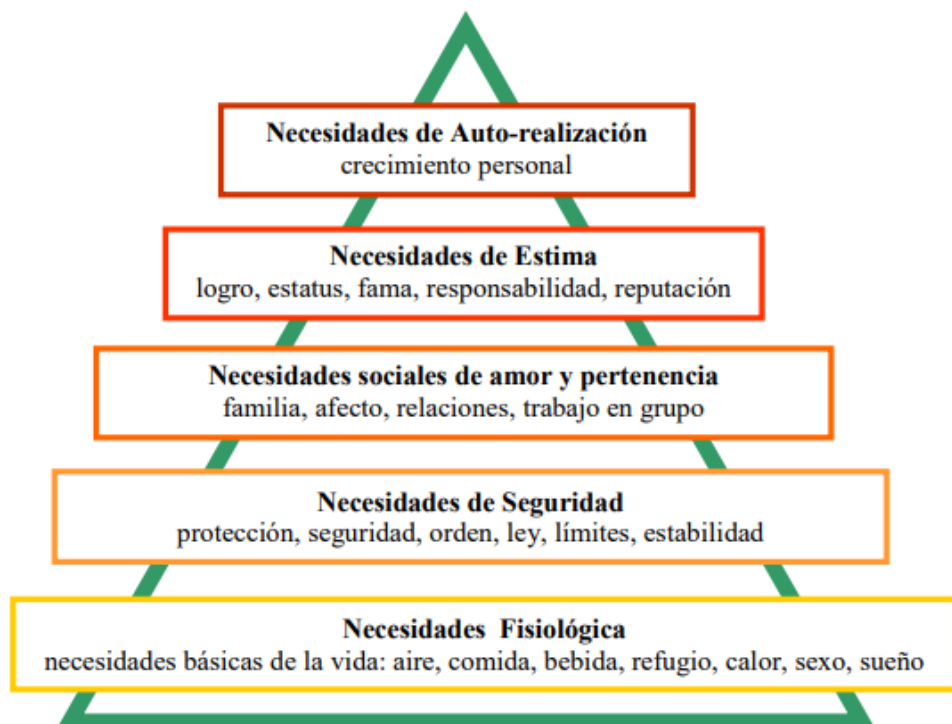 Necesidades de Auto-realización
crecimiento personal
Necesidades de Estima
logro, estatus, fama, responsabilidad, reputación
Necesidades sociales de amor y pertenencia
familia, afecto, relaciones, trabajo en grupo
Necesidades de Seguridad
protección, seguridad, orden, ley, límites, estabilidad
Necesidades Fisiológica
necesidades básicas de la vida: aire, comida, bebida, refugio, calor, sexo, sueño